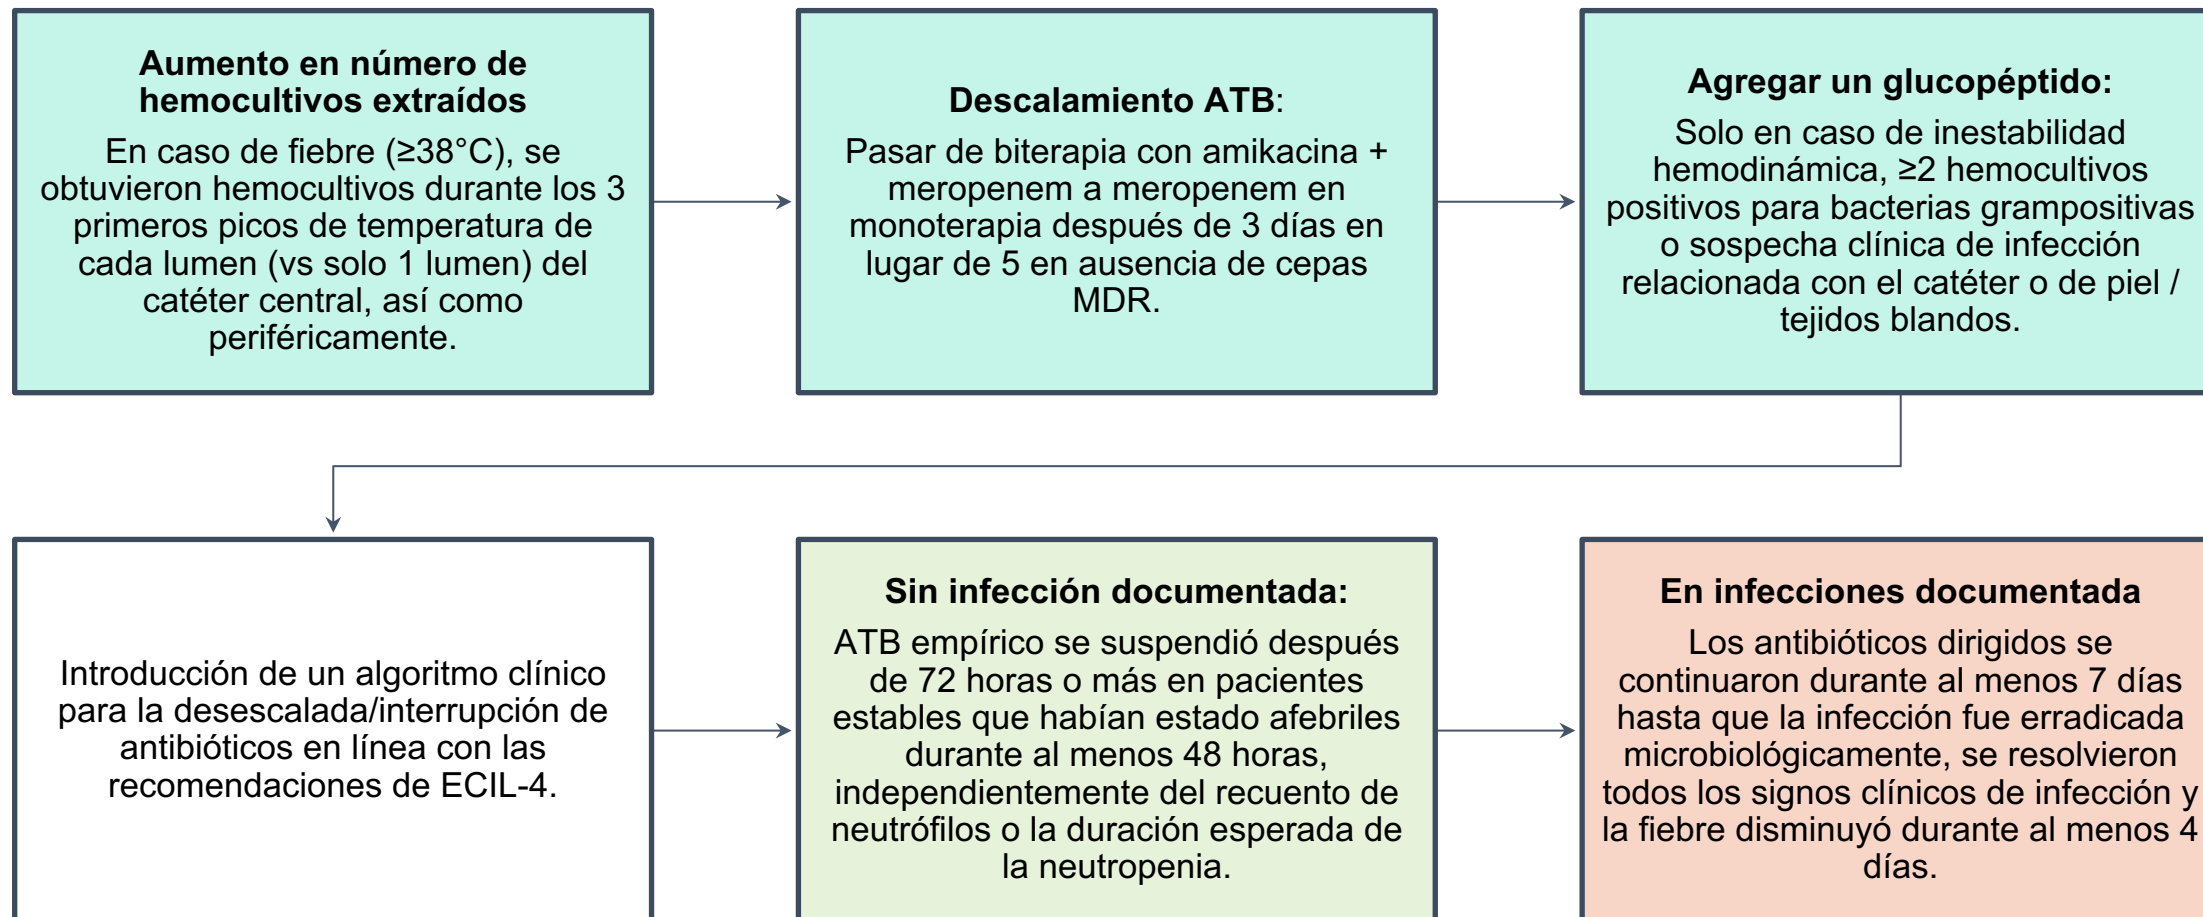 Aumento en número de
hemocultivos extraídos
En caso de fiebre (≥38°C), se
obtuvieron hemocultivos durante los 3
primeros picos de temperatura de
cada lumen (vs solo 1 lumen) del
catéter central, así como
periféricamente.
Descalamiento ATB:
Pasar de biterapia con amikacina +
meropenem a meropenem en
monoterapia después de 3 días en
lugar de 5 en ausencia de cepas
MDR.
Agregar un glucopéptido:
Solo en caso de inestabilidad
hemodinámica, ≥2 hemocultivos
positivos para bacterias grampositivas
o sospecha clínica de infección
relacionada con el catéter o de piel /
tejidos blandos.
Introducción de un algoritmo clínico
para la desescalada/interrupción de
antibióticos en línea con las
recomendaciones de ECIL-4.
Sin infección documentada:
ATB empírico se suspendió después
de 72 horas o más en pacientes
estables que habían estado afebriles
durante al menos 48 horas,
independientemente del recuento de
neutrófilos o la duración esperada de
la neutropenia.
En infecciones documentada
Los antibióticos dirigidos se
continuaron durante al menos 7 días
hasta que la infección fue erradicada
microbiológicamente, se resolvieron
todos los signos clínicos de infección y
la fiebre disminuyó durante al menos 4
días.